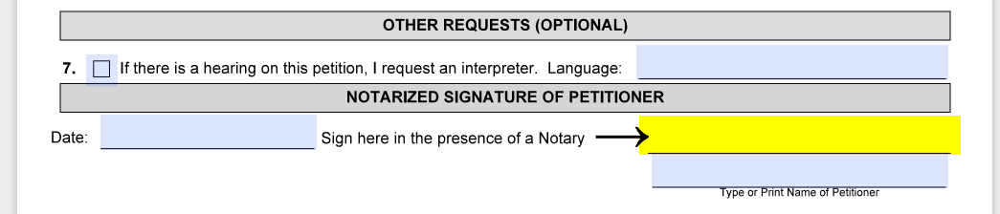 OTHER REQUESTS (OPTIONAL)
7. If there is a hearing on this petition, I request an interpreter. Language:
NOTARIZED SIGNATURE OF PETITIONER
Date: Sign here in the presence of a Notary
Type or Print Name of Petitioner